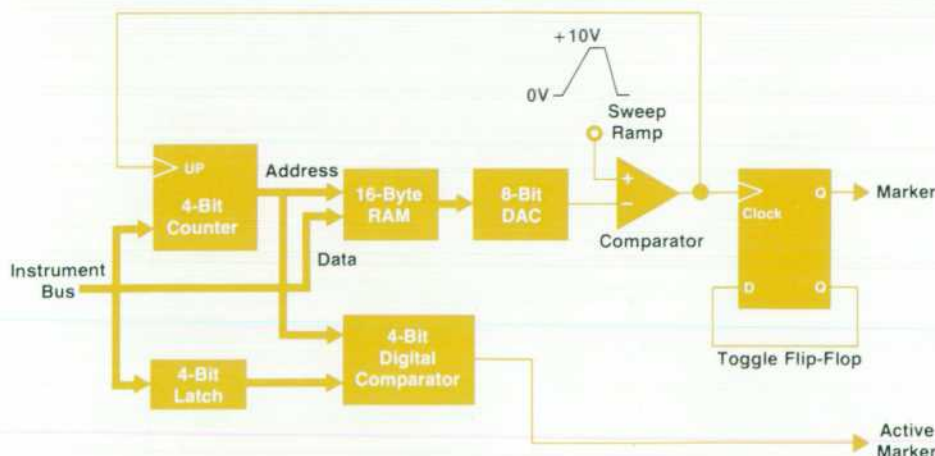 +10V
0V
Sweep
Ramp
UP
4-Bit
Counter
Address
16-Byte
RAM
8-Bit
DAC
+
−
Comparator
Clock
Q
Marker
D
Q
Toggle Flip-Flop
Data
Instrument
Bus
4-Bit
Latch
4-Bit
Digital
Comparator
Active
Marker